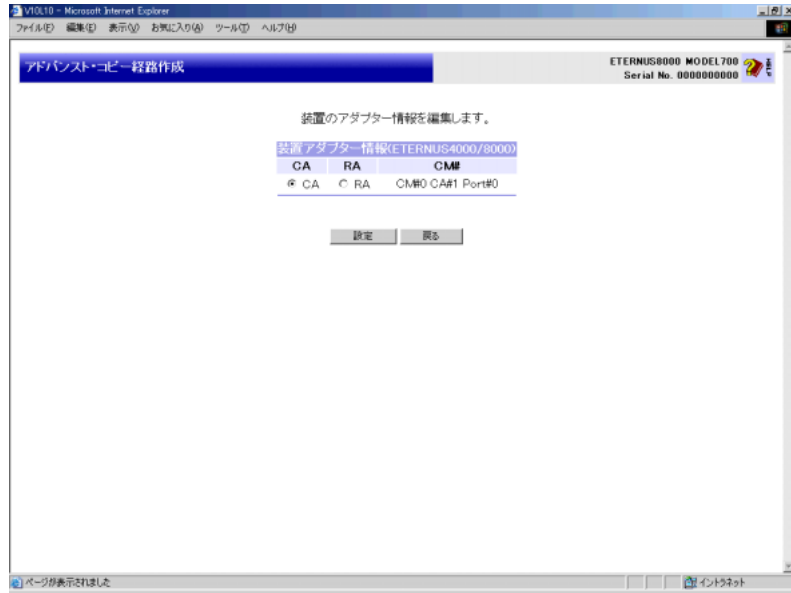 V10L10 - Microsoft Internet Explorer
ファイル(F) 編集(E) 表示(V) お気に入り(A) ツール(T) ヘルプ(H)
アドバンスト・コピー経路作成
ETERNUS8000 MODEL700
Serial No. 0000000000
装置のアダプター情報を編集します。
装置アダプター情報(ETERNUS4000/8000)
CA RA CM#
CA RA CM#0 CA#1 Port#0
設定 戻る
ページが表示されました イントラネット